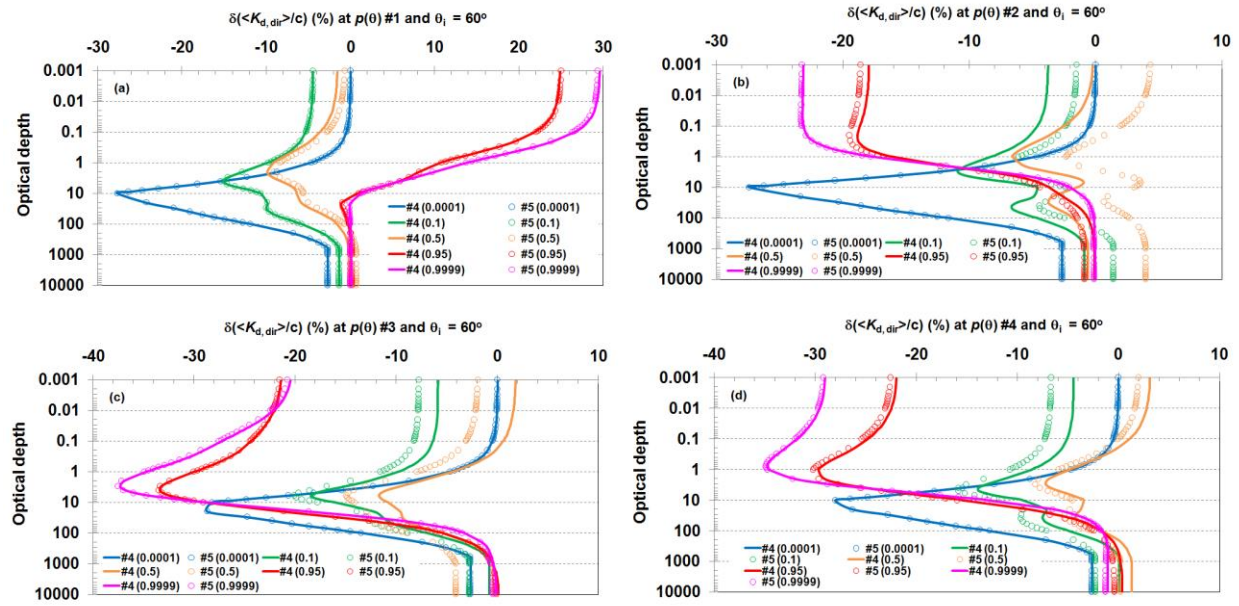 δ(<K_d, dir>/c) (%) at p(θ) #1 and θ_i = 60°
-30 -20 -10 0 10 20 30
0.001
0.01
0.1
1
10
100
1000
10000
Optical depth
(a)
#4 (0.0001) #5 (0.0001)
#4 (0.1) #5 (0.1)
#4 (0.5) #5 (0.5)
#4 (0.95) #5 (0.95)
#4 (0.9999) #5 (0.9999)
δ(<K_d, dir>/c) (%) at p(θ) #2 and θ_i = 60°
-30 -20 -10 0 10
0.001
0.01
0.1
1
10
100
1000
10000
Optical depth
(b)
#4 (0.0001) #5 (0.0001) #4 (0.1) #5 (0.1)
#4 (0.5) #5 (0.5) #4 (0.95) #5 (0.95)
#4 (0.9999) #5 (0.9999)
δ(<K_d, dir>/c) (%) at p(θ) #3 and θ_i = 60°
-40 -30 -20 -10 0 10
0.001
0.01
0.1
1
10
100
1000
10000
Optical depth
(c)
#4 (0.0001) #5 (0.0001) #4 (0.1) #5 (0.1)
#4 (0.5) #5 (0.5) #4 (0.95) #5 (0.95)
#4 (0.9999) #5 (0.9999)
δ(<K_d, dir>/c) (%) at p(θ) #4 and θ_i = 60°
-40 -30 -20 -10 0 10
0.001
0.01
0.1
1
10
100
1000
10000
Optical depth
(d)
#4 (0.0001) #5 (0.0001) #4 (0.1)
#5 (0.1) #4 (0.5) #5 (0.5)
#4 (0.95) #5 (0.95) #4 (0.9999)
#5 (0.9999)